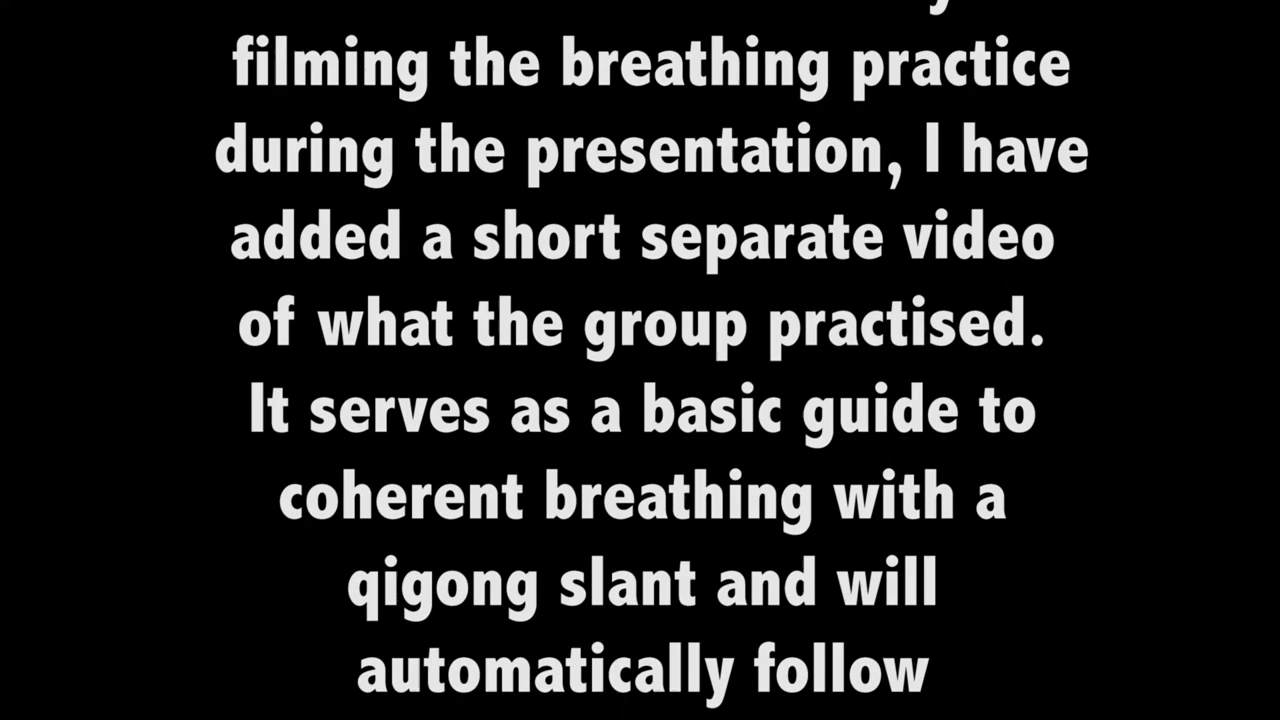 filming the breathing practice
during the presentation, I have
added a short separate video
of what the group practised.
It serves as a basic guide to
coherent breathing with a
qigong slant and will
automatically follow